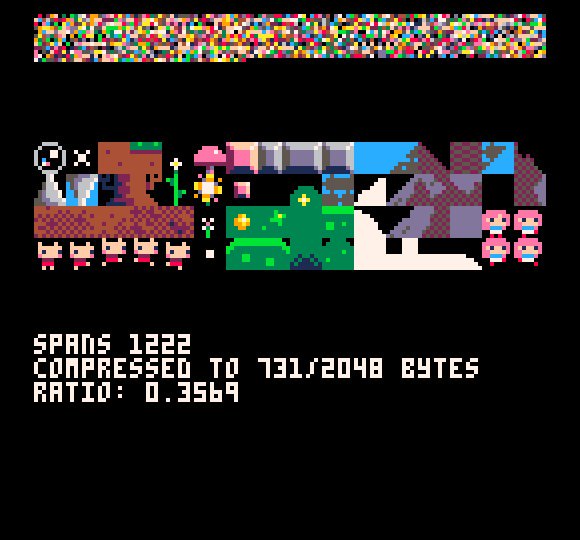 SPANS 1222
COMPRESSED TO 731/2048 BYTES
RATIO: 0.3569